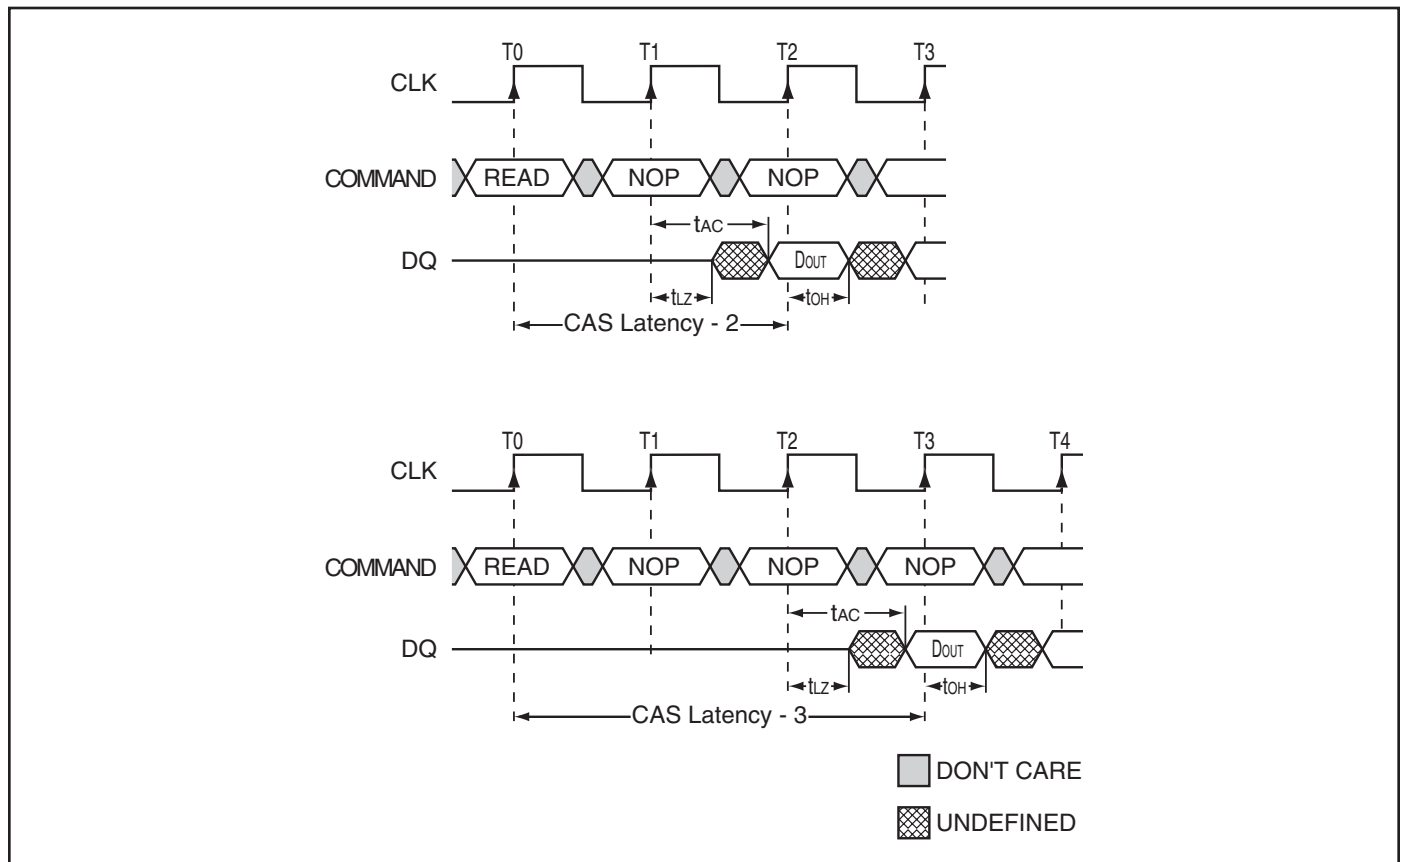 T0 T1 T2 T3
CLK
COMMAND READ NOP NOP
tAC
DQ DOUT
tLZ tOH
CAS Latency - 2
T0 T1 T2 T3 T4
CLK
COMMAND READ NOP NOP NOP
tAC
DQ DOUT
tLZ tOH
CAS Latency - 3
DON'T CARE
UNDEFINED